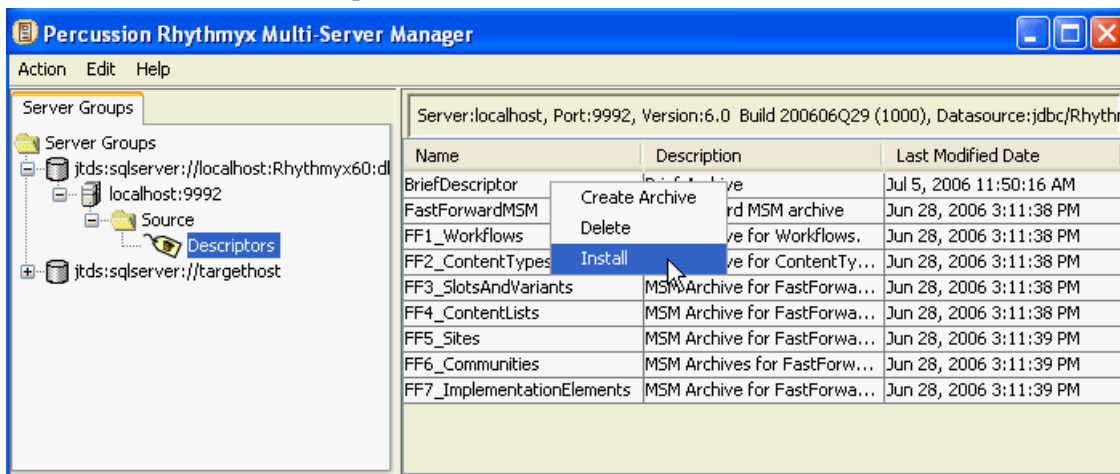 Percussion Rhythmyx Multi-Server Manager
Action Edit Help
Server Groups
Server Groups
jtds:sqlserver://localhost:Rhythmyx60:dl
localhost:9992
Source
Descriptors
jtds:sqlserver://targethost
Server:localhost, Port:9992, Version:6.0 Build 200606Q29 (1000), Datasource:jdbc/Rhythm
Name Description Last Modified Date
BriefDescriptor ve Jul 5, 2006 11:50:16 AM
FastForwardMSM rd MSM archive Jun 28, 2006 3:11:38 PM
FF1_Workflows ve for Workflows. Jun 28, 2006 3:11:38 PM
FF2_ContentTypes ve for ContentTy... Jun 28, 2006 3:11:38 PM
FF3_SlotsAndVariants MSM Archive for FastForwa... Jun 28, 2006 3:11:38 PM
FF4_ContentLists MSM Archive for FastForwa... Jun 28, 2006 3:11:38 PM
FF5_Sites MSM Archive for FastForwa... Jun 28, 2006 3:11:39 PM
FF6_Communities MSM Archives for FastForw... Jun 28, 2006 3:11:39 PM
FF7_ImplementationElements MSM Archive for FastForwa... Jun 28, 2006 3:11:39 PM
Create Archive
Delete
Install